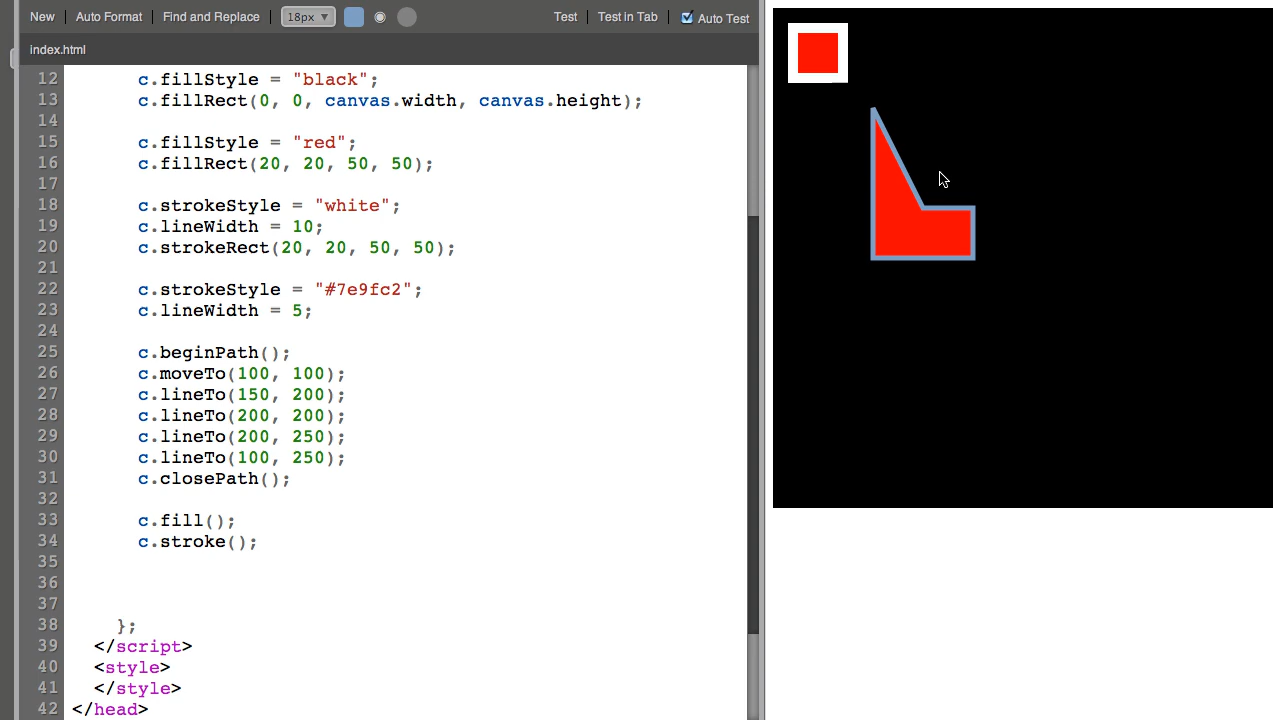 New Auto Format Find and Replace 18px Test Test in Tab Auto Test
index.html
12 c.fillStyle = "black";
13 c.fillRect(0, 0, canvas.width, canvas.height);
14
15 c.fillStyle = "red";
16 c.fillRect(20, 20, 50, 50);
17
18 c.strokeStyle = "white";
19 c.lineWidth = 10;
20 c.strokeRect(20, 20, 50, 50);
21
22 c.strokeStyle = "#7e9fc2";
23 c.lineWidth = 5;
24
25 c.beginPath();
26 c.moveTo(100, 100);
27 c.lineTo(150, 200);
28 c.lineTo(200, 200);
29 c.lineTo(200, 250);
30 c.lineTo(100, 250);
31 c.closePath();
32
33 c.fill();
34 c.stroke();
35
36
37
38 };
39 </script>
40 <style>
41 </style>
42 </head>